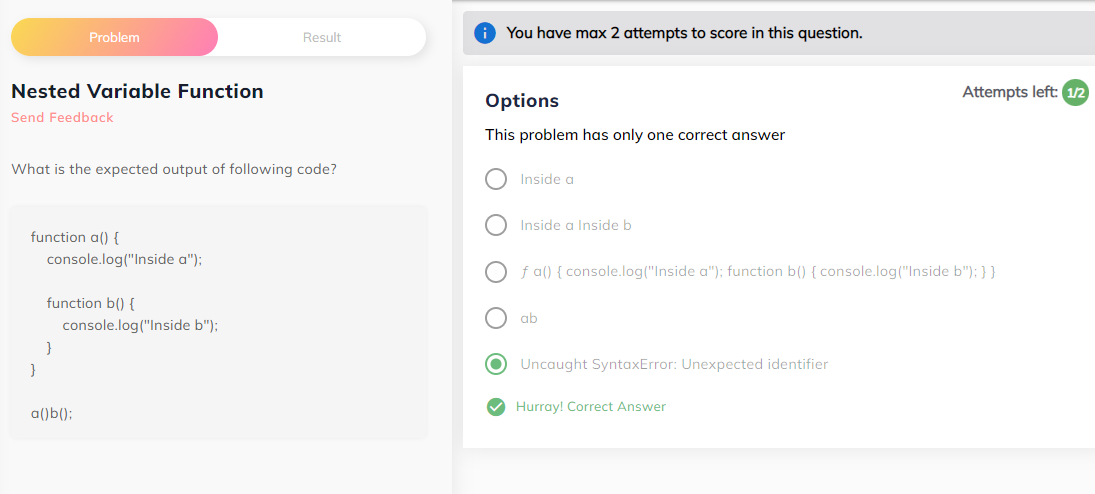 Problem
Result
Nested Variable Function
Send Feedback
What is the expected output of following code?
function a() {
console.log("Inside a");
function b() {
console.log("Inside b");
}
}
a()b();
You have max 2 attempts to score in this question.
Options
Attempts left: 1/2
This problem has only one correct answer
Inside a
Inside a Inside b
ƒ a() { console.log("Inside a"); function b() { console.log("Inside b"); } }
ab
Uncaught SyntaxError: Unexpected identifier
Hurray! Correct Answer